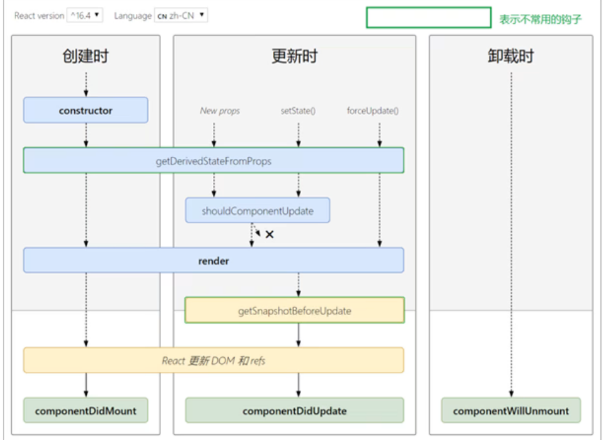 React version ^16.4 Language CN zh-CN
表示不常用的钩子
创建时
更新时
卸载时
constructor
New props
setState()
forceUpdate()
getDerivedStateFromProps
shouldComponentUpdate
render
getSnapshotBeforeUpdate
React 更新 DOM 和 refs
componentDidMount
componentDidUpdate
componentWillUnmount